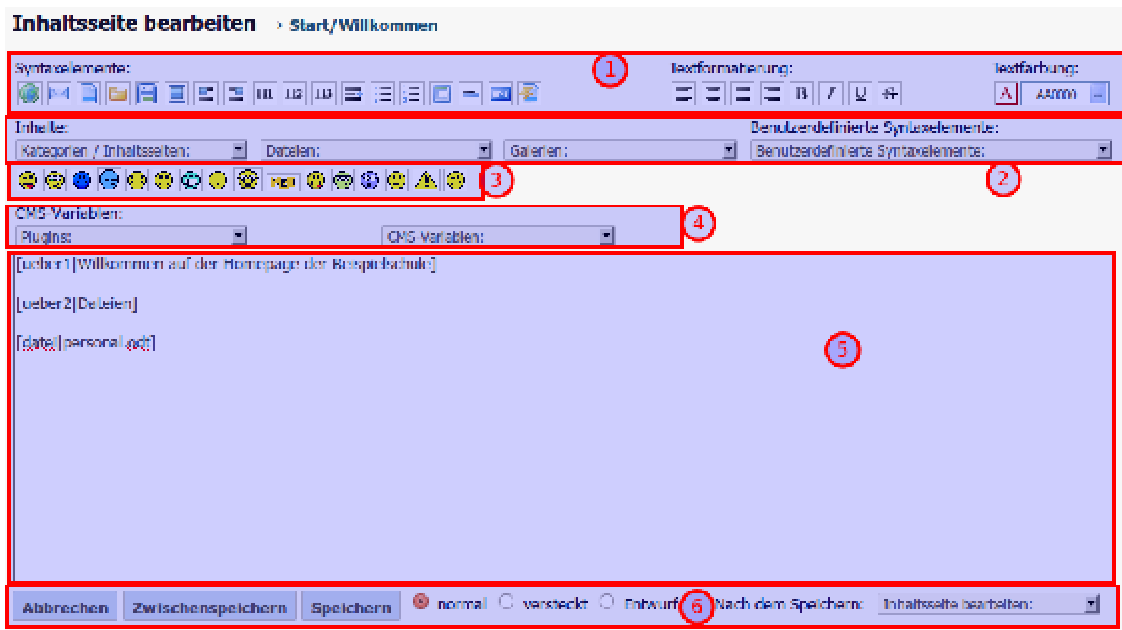 Inhaltsseite bearbeiten › Start/Willkommen
1
Syntaxelemente: Textformatierung: Textfärbung:
B I U A AA0000
Inhalte: Benutzerdefinierte Syntaxelemente:
Kategorien / Inhaltsseiten: Dateien: Galerien: Benutzerdefinierte Syntaxelemente:
3 2
CMS-Variablen: 4
Plugins: CMS-Variablen:
[ueber1|Willkommen auf der Homepage der Beispielschule]
[ueber2|Dateien]
[datei|personal.odt]
5
Abbrechen Zwischenspeichern Speichern normal versteckt Entwurf 6 Nach dem Speichern: Inhaltsseite bearbeiten: